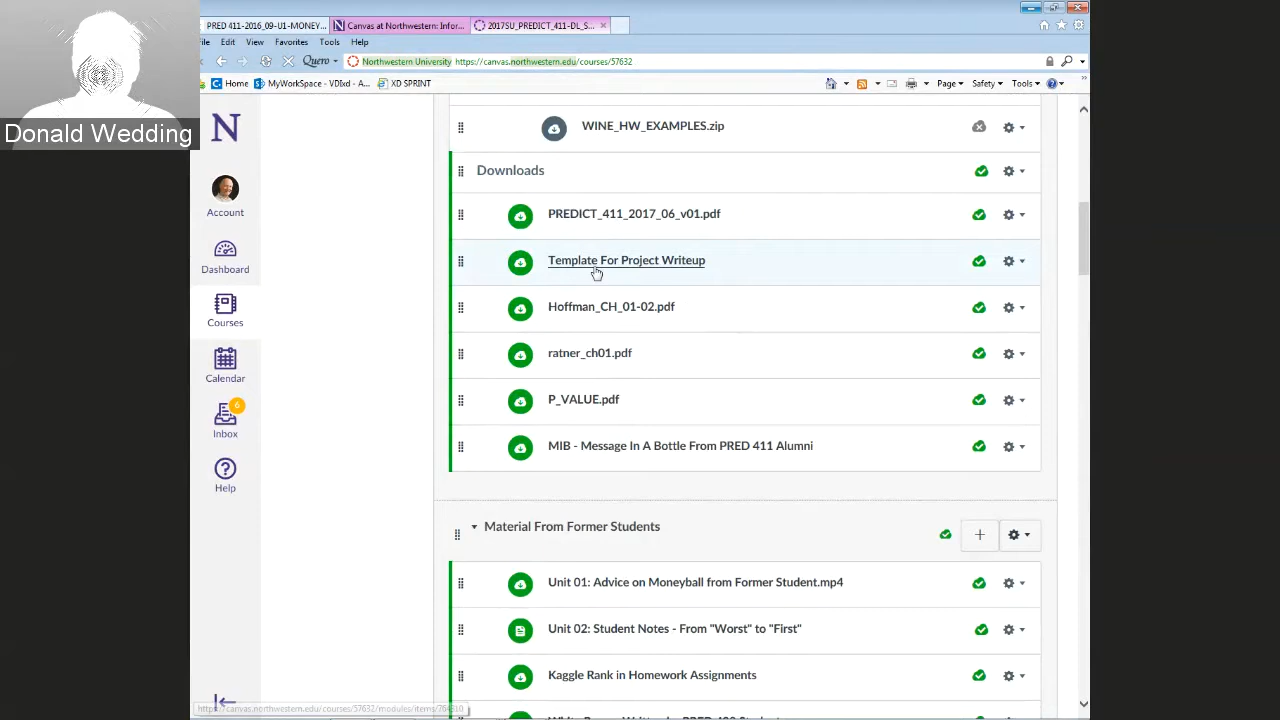 PRED 411-2016_09-U1-MONEY...
Canvas at Northwestern: Infor...
2017SU_PREDICT_411-DL_S...
Edit View Favorites Tools Help
Quero
Northwestern University https://canvas.northwestern.edu/courses/57632
Home MyWorkSpace - VDIxd - A... XD SPRINT
Page Safety Tools
Donald Wedding
N
Account
Dashboard
Courses
Calendar
6
Inbox
Help
WINE_HW_EXAMPLES.zip
Downloads
PREDICT_411_2017_06_v01.pdf
Template For Project Writeup
Hoffman_CH_01-02.pdf
ratner_ch01.pdf
P_VALUE.pdf
MIB - Message In A Bottle From PRED 411 Alumni
Material From Former Students
Unit 01: Advice on Moneyball from Former Student.mp4
Unit 02: Student Notes - From "Worst" to "First"
Kaggle Rank in Homework Assignments